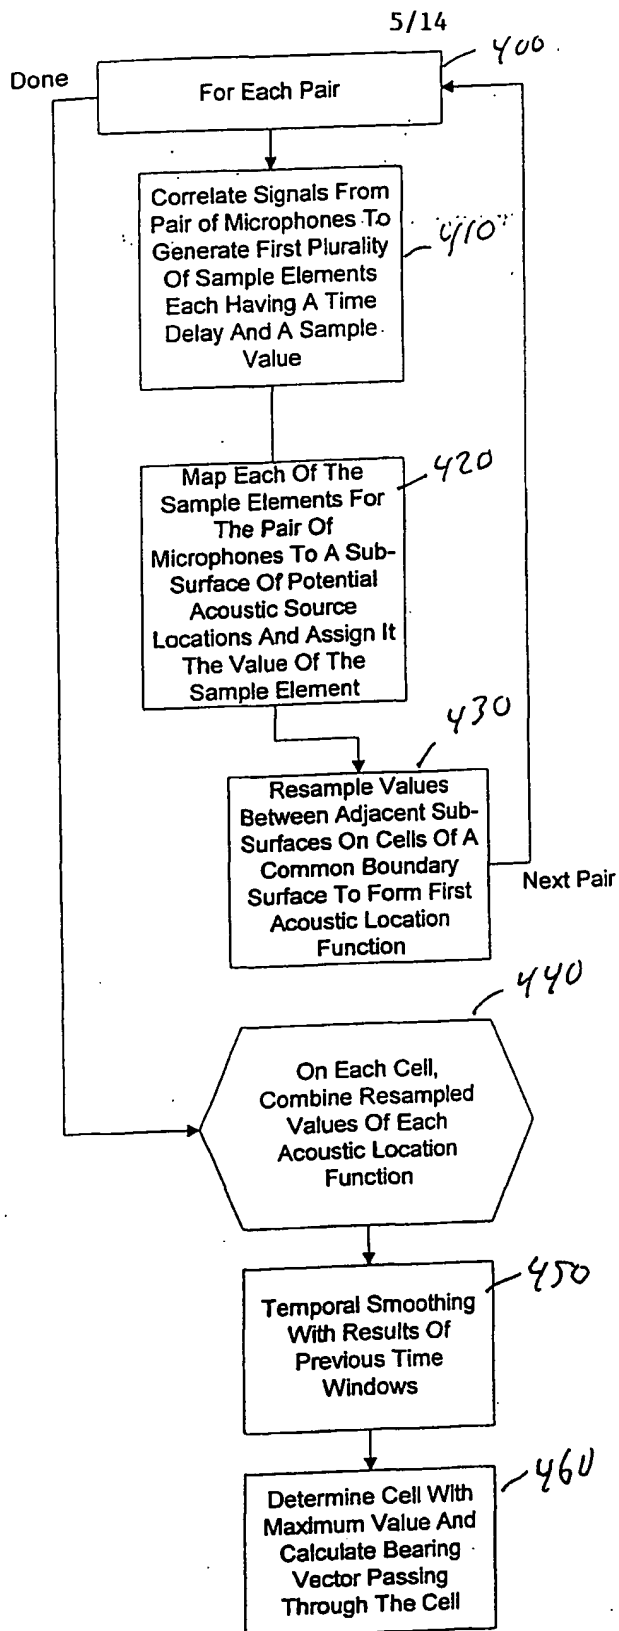 5/14
400
Done
For Each Pair
Correlate Signals From
Pair of Microphones To
Generate First Plurality
Of Sample Elements
Each Having A Time
Delay And A Sample
Value
410
Map Each Of The
Sample Elements For
The Pair Of
Microphones To A Sub-
Surface Of Potential
Acoustic Source
Locations And Assign It
The Value Of The
Sample Element
420
430
Resample Values
Between Adjacent Sub-
Surfaces On Cells Of A
Common Boundary
Surface To Form First
Acoustic Location
Function
Next Pair
440
On Each Cell,
Combine Resampled
Values Of Each
Acoustic Location
Function
450
Temporal Smoothing
With Results Of
Previous Time
Windows
460
Determine Cell With
Maximum Value And
Calculate Bearing
Vector Passing
Through The Cell